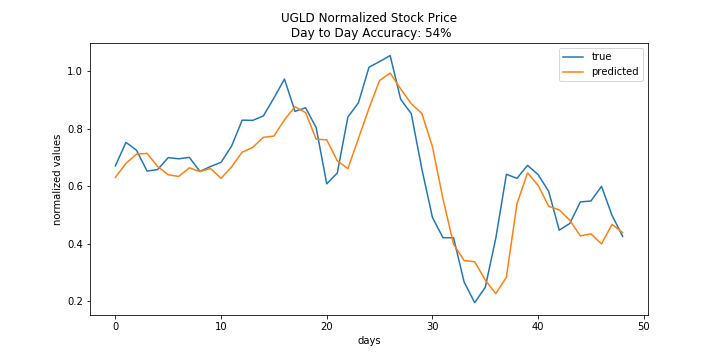 UGLD Normalized Stock Price
Day to Day Accuracy: 54%
true
predicted
normalized values
1.0
0.8
0.6
0.4
0.2
0
10
20
30
40
50
days